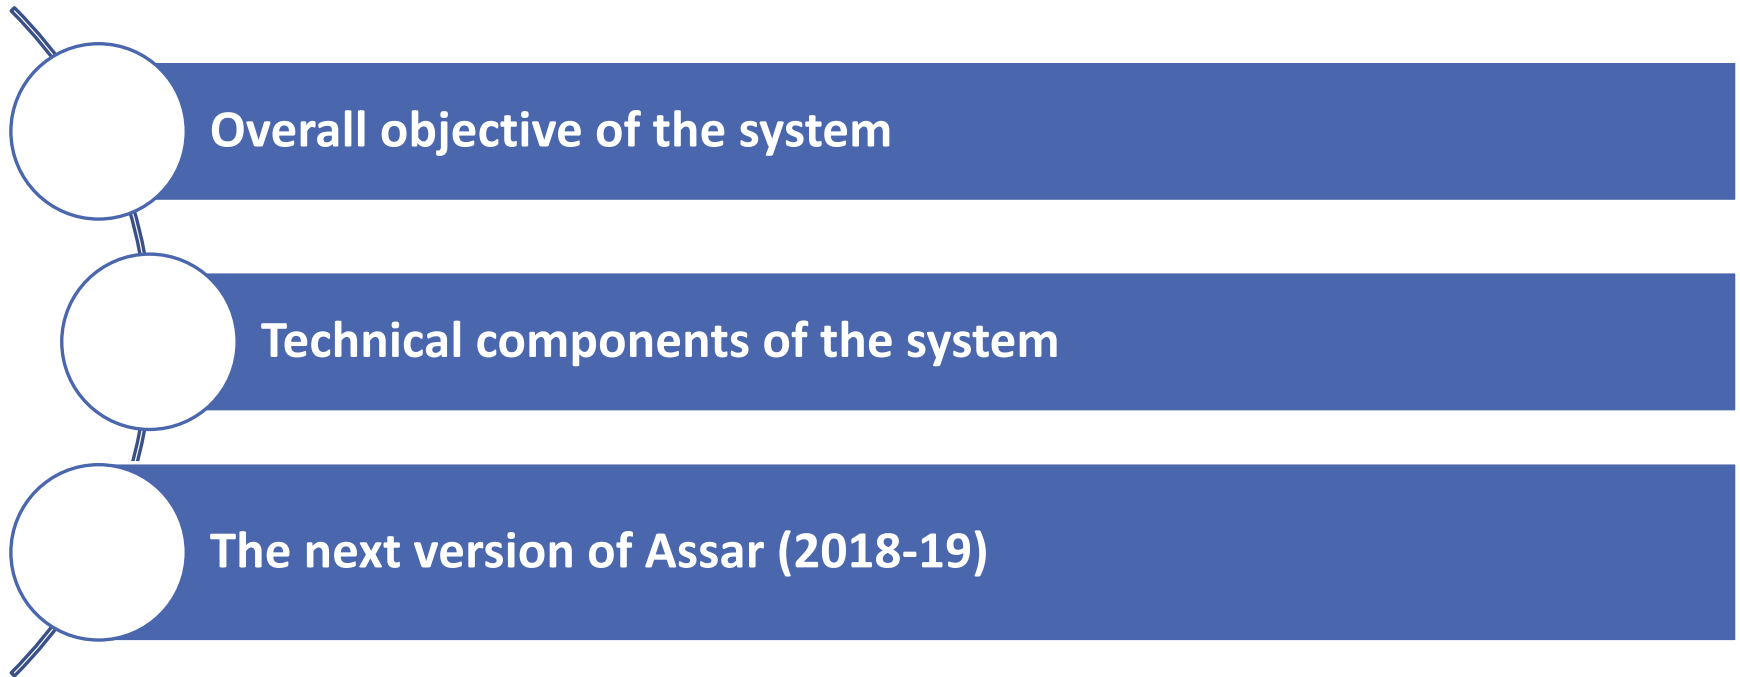 Overall objective of the system
Technical components of the system
The next version of Assar (2018-19)